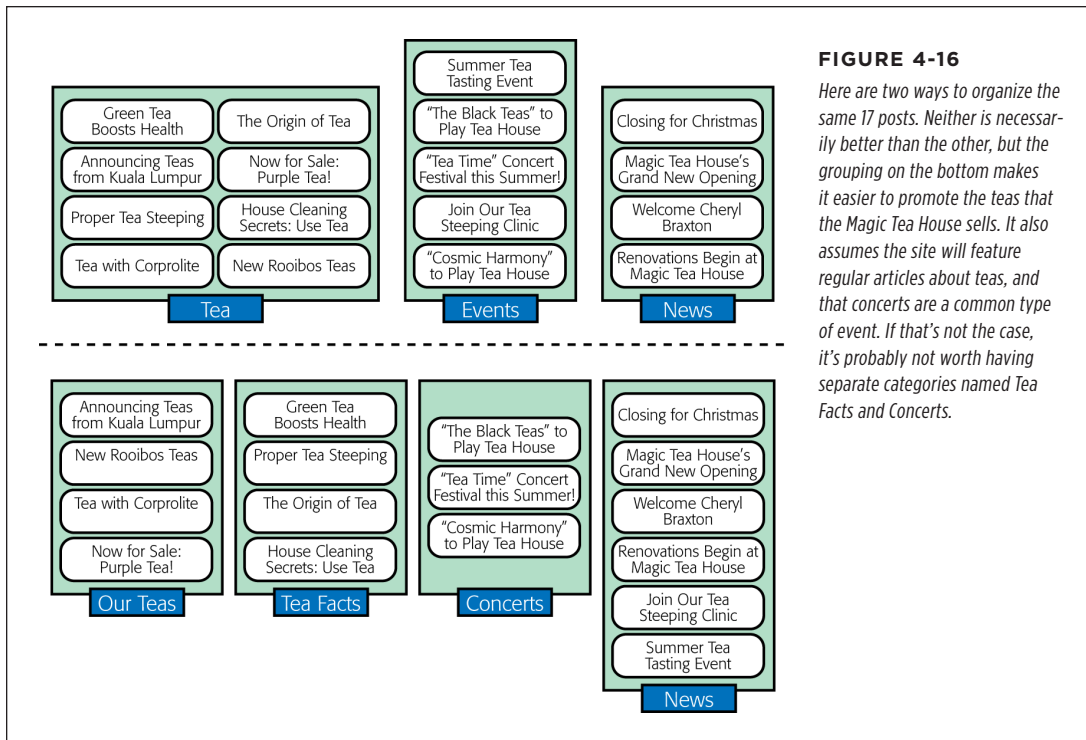 Summer Tea
Tasting Event
"The Black Teas" to
Play Tea House
"Tea Time" Concert
Festival this Summer!
Join Our Tea
Steeping Clinic
"Cosmic Harmony"
to Play Tea House
Events
Green Tea
Boosts Health
The Origin of Tea
Announcing Teas
from Kuala Lumpur
Now for Sale:
Purple Tea!
Proper Tea Steeping
House Cleaning
Secrets: Use Tea
Tea with Corprolite
New Rooibos Teas
Tea
Closing for Christmas
Magic Tea House's
Grand New Opening
Welcome Cheryl
Braxton
Renovations Begin at
Magic Tea House
News
Announcing Teas
from Kuala Lumpur
New Rooibos Teas
Tea with Corprolite
Now for Sale:
Purple Tea!
Our Teas
Green Tea
Boosts Health
Proper Tea Steeping
The Origin of Tea
House Cleaning
Secrets: Use Tea
Tea Facts
"The Black Teas" to
Play Tea House
"Tea Time" Concert
Festival this Summer!
"Cosmic Harmony"
to Play Tea House
Concerts
Closing for Christmas
Magic Tea House's
Grand New Opening
Welcome Cheryl
Braxton
Renovations Begin at
Magic Tea House
Join Our Tea
Steeping Clinic
Summer Tea
Tasting Event
News
FIGURE 4-16
Here are two ways to organize the
same 17 posts. Neither is necessar-
ily better than the other, but the
grouping on the bottom makes
it easier to promote the teas that
the Magic Tea House sells. It also
assumes the site will feature
regular articles about teas, and
that concerts are a common type
of event. If that's not the case,
it's probably not worth having
separate categories named Tea
Facts and Concerts.